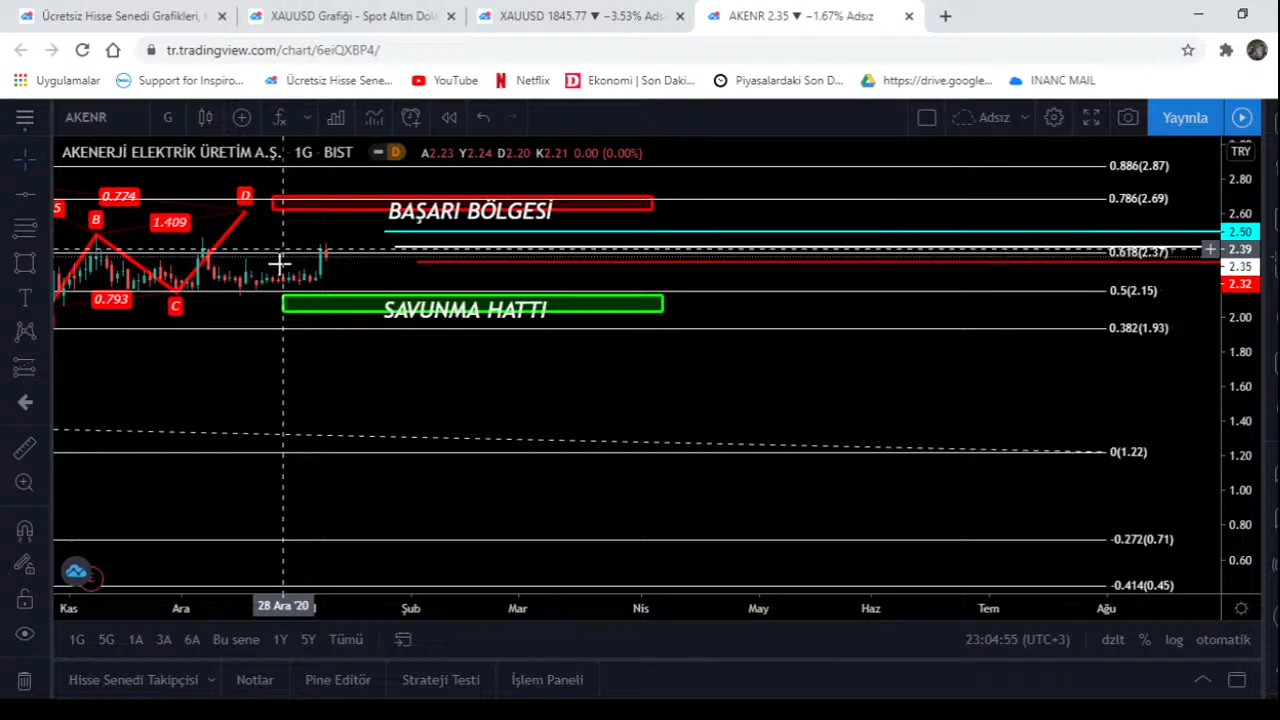 Ücretsiz Hisse Senedi Grafikleri,
XAUUSD Grafiği - Spot Altın Dol
XAUUSD 1845.77 ▼ −3.53% Adsı
AKENR 2.35 ▼ −1.67% Adsız
tr.tradingview.com/chart/6eiQXBP4/
Uygulamalar
Support for Inspiro...
Ücretsiz Hisse Sene...
YouTube
Netflix
Ekonomi | Son Daki...
Piyasalardaki Son D...
https://drive.google...
INANC MAIL
AKENR
G
Adsız
Yayınla
AKENERJİ ELEKTRİK ÜRETİM A.Ş. 1G BIST
D
A2.23 Y2.24 D2.20 K2.21 0.00 (0.00%)
TRY
0.886(2.87)
2.80
0.774
D
0.786(2.69)
5
B
1.409
BAŞARI BÖLGESİ
2.60
2.50
2.39
0.618(2.37)
2.35
2.32
0.793
C
0.5(2.15)
SAVUNMA HATTI
2.00
0.382(1.93)
1.80
1.60
1.40
0(1.22)
1.20
1.00
0.80
-0.272(0.71)
0.60
-0.414(0.45)
Kas
Ara
28 Ara '20
Şub
Mar
Nis
May
Haz
Tem
Ağu
1G 5G 1A 3A 6A Bu sene 1Y 5Y Tümü
23:04:55 (UTC+3)
dzlt % log otomatik
Hisse Senedi Takipçisi
Notlar
Pine Editör
Strateji Testi
İşlem Paneli